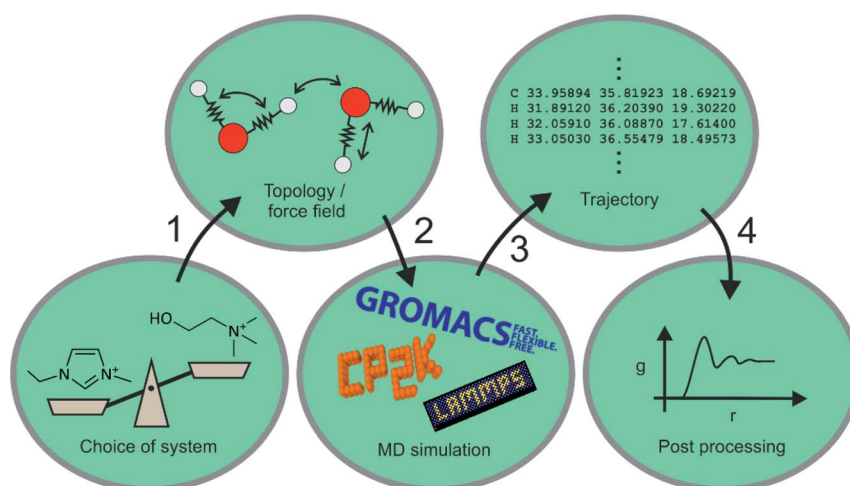 ⋮
C 33.95894 35.81923 18.69219
H 31.89120 36.20390 19.30220
H 32.05910 36.08870 17.61400
H 33.05030 36.55479 18.49573
⋮
Trajectory
Topology /
force field
1
2
3
4
HO
N+
N
N+
Choice of system
GROMACS
FAST.
FLEXIBLE.
FREE.
CP2K
LAMMPS
MD simulation
g
r
Post processing